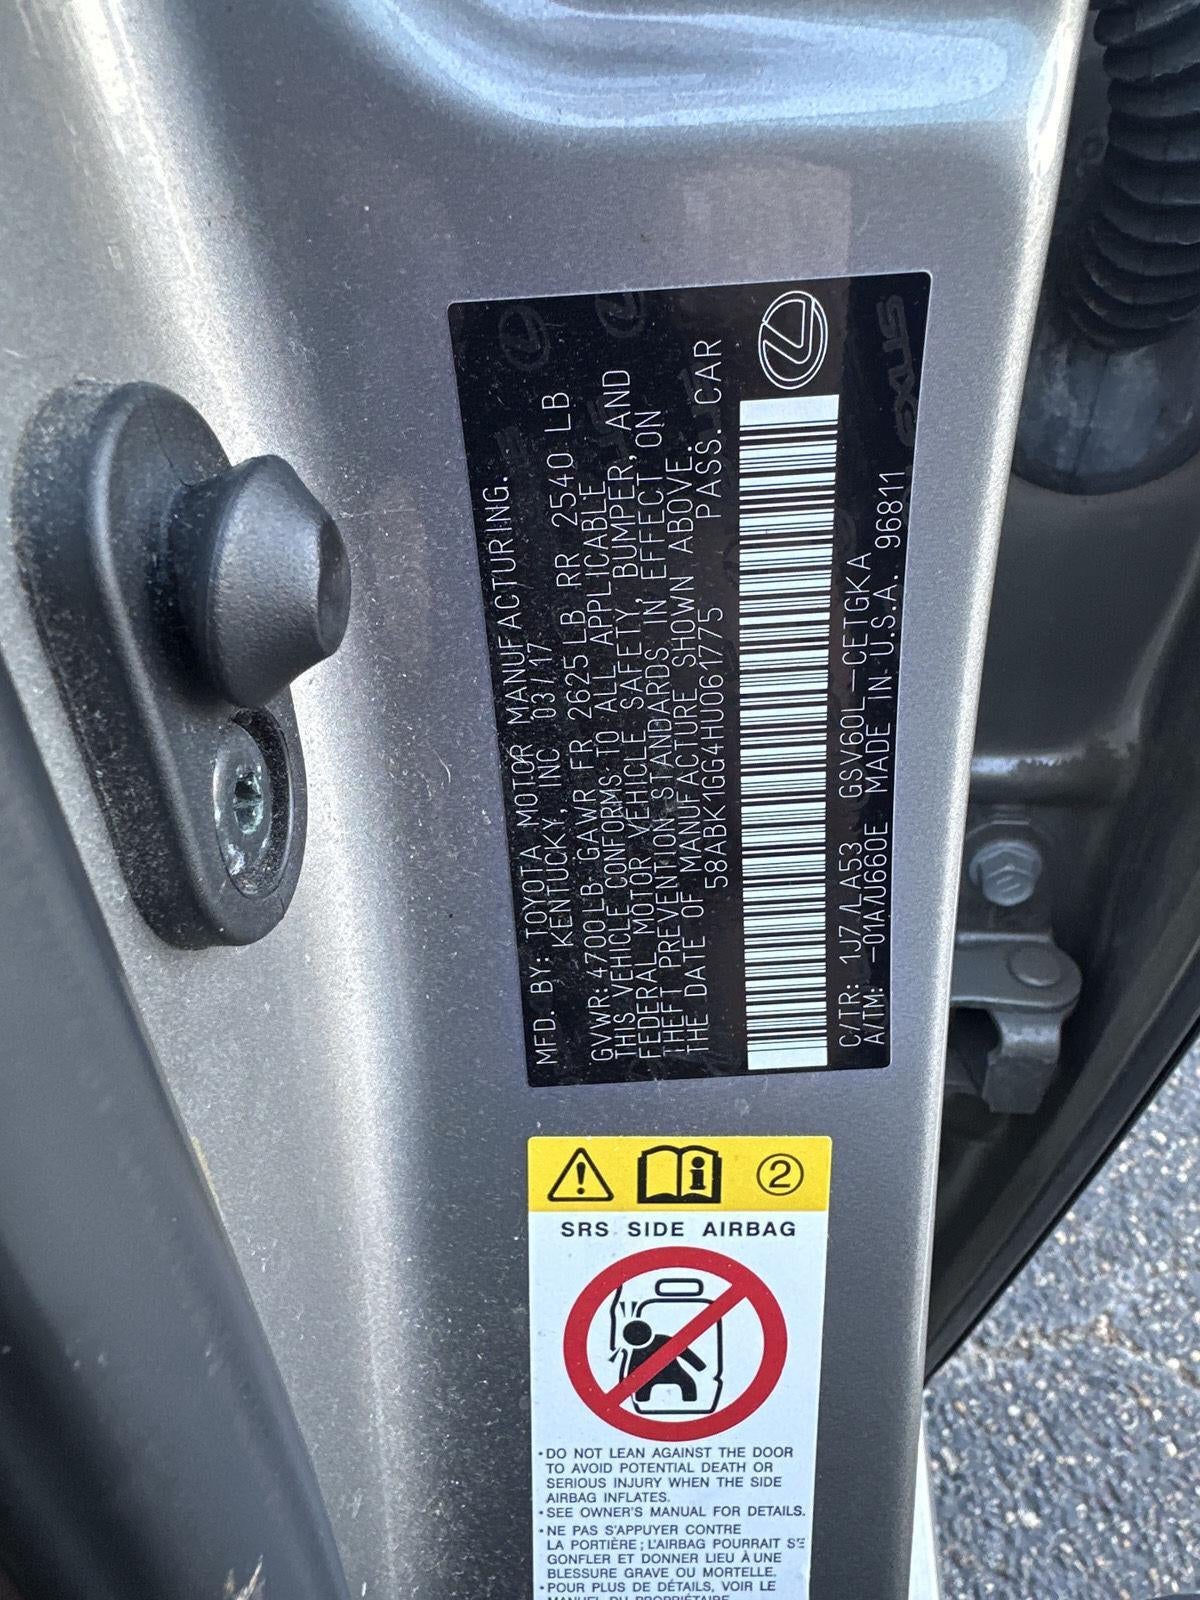 MFD. BY: TOYOTA MOTOR MANUFACTURING.
KENTUCKY, INC 03/17
GVWR: 4700LB GAWR FR 2625 LB RR 2540 LB
THIS VEHICLE CONFORMS TO ALL APPLICABLE
FEDERAL MOTOR VEHICLE SAFETY, BUMPER, AND
THEFT PREVENTION STANDARDS IN EFFECT ON
THE DATE OF MANUFACTURE SHOWN ABOVE.
58ABK1GG4HU061775 PASS. CAR
C/TR: 1J7/LA53 GSV60L-CETGKA
A/TM: -01A/U660E MADE IN U.S.A. 96811
2
SRS SIDE AIRBAG
•DO NOT LEAN AGAINST THE DOOR
TO AVOID POTENTIAL DEATH OR
SERIOUS INJURY WHEN THE SIDE
AIRBAG INFLATES.
•SEE OWNER'S MANUAL FOR DETAILS.
•NE PAS S'APPUYER CONTRE
LA PORTIÈRE; L'AIRBAG POURRAIT SE
GONFLER ET DONNER LIEU À UNE
BLESSURE GRAVE OU MORTELLE.
•POUR PLUS DE DÉTAILS, VOIR LE
MANUEL DU PROPRIÉTAIRE.